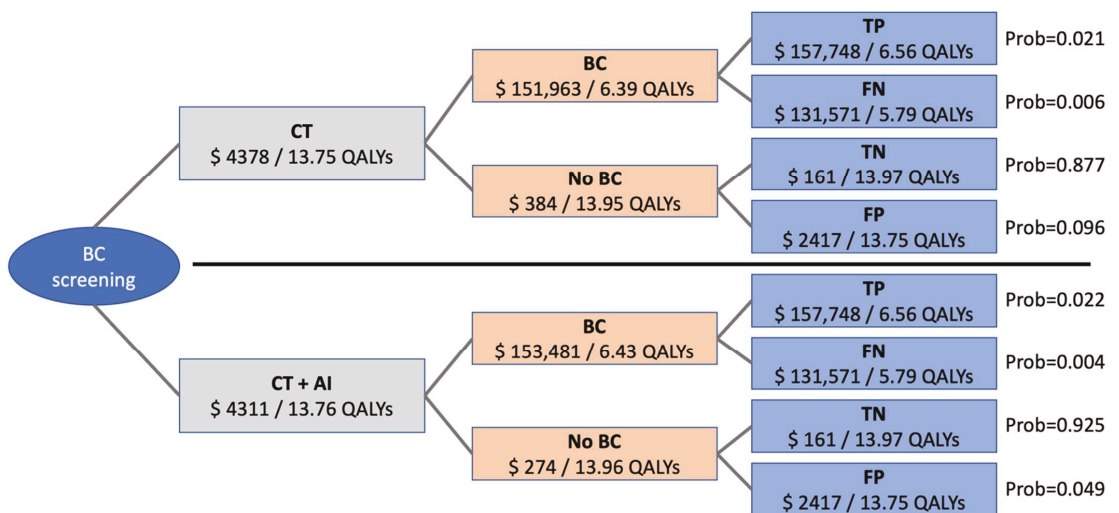 BC
screening
CT
$ 4378 / 13.75 QALYs
BC
$ 151,963 / 6.39 QALYs
TP
$ 157,748 / 6.56 QALYs
Prob=0.021
FN
$ 131,571 / 5.79 QALYs
Prob=0.006
No BC
$ 384 / 13.95 QALYs
TN
$ 161 / 13.97 QALYs
Prob=0.877
FP
$ 2417 / 13.75 QALYs
Prob=0.096
CT + AI
$ 4311 / 13.76 QALYs
BC
$ 153,481 / 6.43 QALYs
TP
$ 157,748 / 6.56 QALYs
Prob=0.022
FN
$ 131,571 / 5.79 QALYs
Prob=0.004
No BC
$ 274 / 13.96 QALYs
TN
$ 161 / 13.97 QALYs
Prob=0.925
FP
$ 2417 / 13.75 QALYs
Prob=0.049